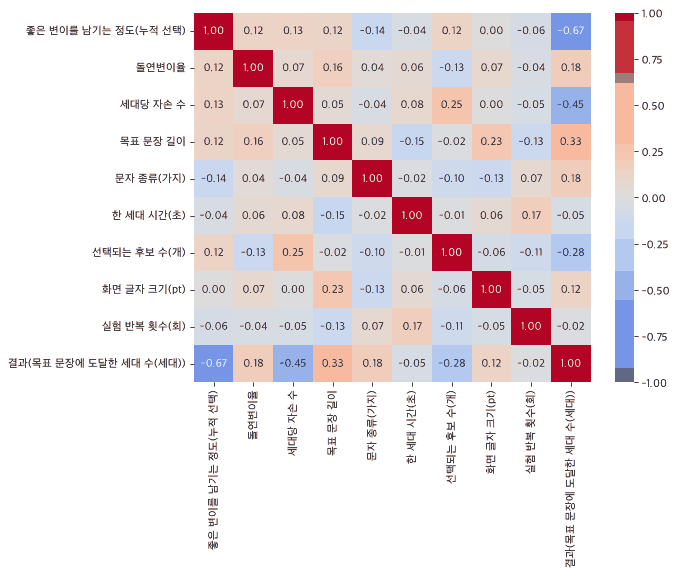 좋은 변이를 남기는 정도(누적 선택) 1.00 0.12 0.13 0.12 -0.14 -0.04 0.12 0.00 -0.06 -0.67
돌연변이율 0.12 1.00 0.07 0.16 0.04 0.06 -0.13 0.07 -0.04 0.18
세대당 자손 수 0.13 0.07 1.00 0.05 -0.04 0.08 0.25 0.00 -0.05 -0.45
목표 문장 길이 0.12 0.16 0.05 1.00 0.09 -0.15 -0.02 0.23 -0.13 0.33
문자 종류(가지) -0.14 0.04 -0.04 0.09 1.00 -0.02 -0.10 -0.13 0.07 0.18
한 세대 시간(초) -0.04 0.06 0.08 -0.15 -0.02 1.00 -0.01 0.06 0.17 -0.05
선택되는 후보 수(개) 0.12 -0.13 0.25 -0.02 -0.10 -0.01 1.00 -0.06 -0.11 -0.28
화면 글자 크기(pt) 0.00 0.07 0.00 0.23 -0.13 0.06 -0.06 1.00 -0.05 0.12
실험 반복 횟수(회) -0.06 -0.04 -0.05 -0.13 0.07 0.17 -0.11 -0.05 1.00 -0.02
결과(목표 문장에 도달한 세대 수(세대)) -0.67 0.18 -0.45 0.33 0.18 -0.05 -0.28 0.12 -0.02 1.00
좋은 변이를 남기는 정도(누적 선택)
돌연변이율
세대당 자손 수
목표 문장 길이
문자 종류(가지)
한 세대 시간(초)
선택되는 후보 수(개)
화면 글자 크기(pt)
실험 반복 횟수(회)
결과(목표 문장에 도달한 세대 수(세대))
1.00
0.75
0.50
0.25
0.00
-0.25
-0.50
-0.75
-1.00